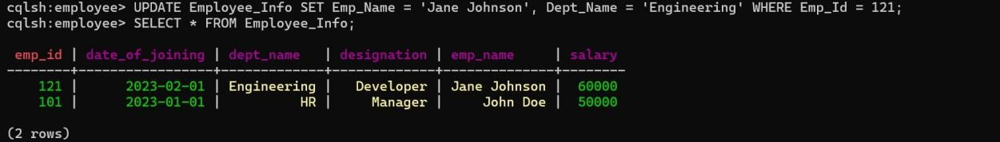 cqlsh:employee> UPDATE Employee_Info SET Emp_Name = 'Jane Johnson', Dept_Name = 'Engineering' WHERE Emp_Id = 121;
cqlsh:employee> SELECT * FROM Employee_Info;
emp_id | date_of_joining | dept_name | designation | emp_name | salary
--------+-----------------+-------------+-------------+--------------+--------
121 | 2023-02-01 | Engineering | Developer | Jane Johnson | 60000
101 | 2023-01-01 | HR | Manager | John Doe | 50000
(2 rows)